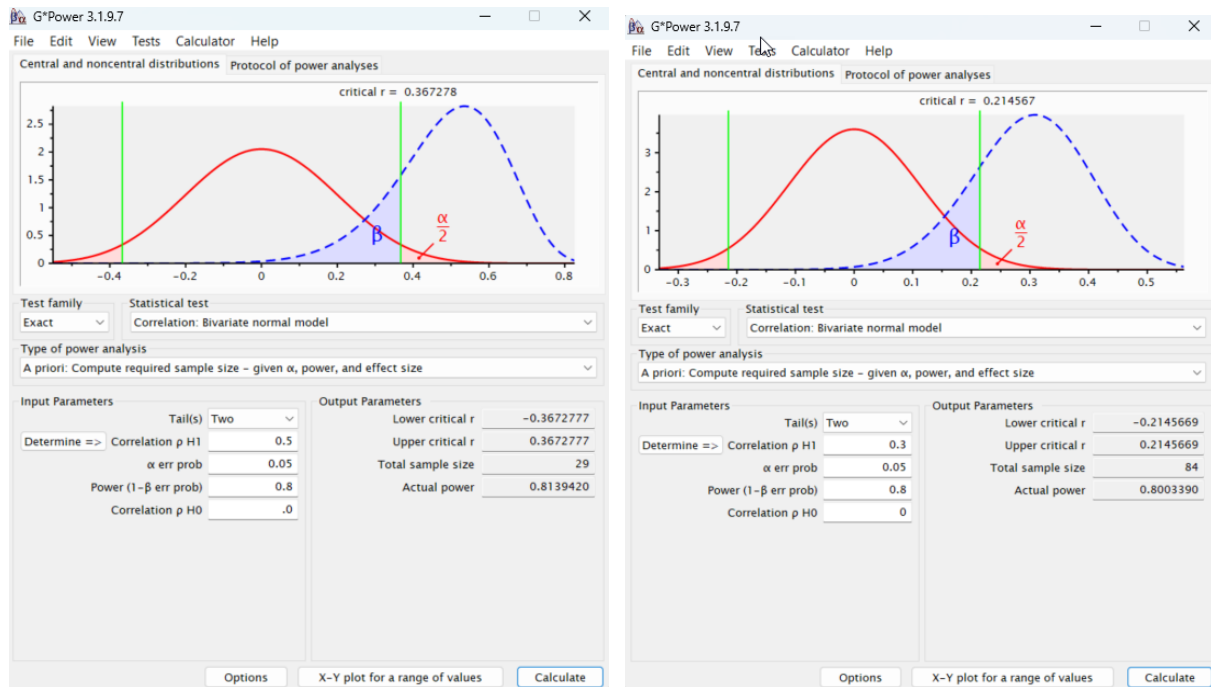 G*Power 3.1.9.7
File Edit View Tests Calculator Help
Central and noncentral distributions Protocol of power analyses
critical r = 0.367278
2.5
2
1.5
1
0.5
0
β
α
2
-0.4 -0.2 0 0.2 0.4 0.6 0.8
Test family Statistical test
Exact Correlation: Bivariate normal model
Type of power analysis
A priori: Compute required sample size – given α, power, and effect size
Input Parameters Output Parameters
Tail(s) Two Lower critical r -0.3672777
Determine => Correlation ρ H1 0.5 Upper critical r 0.3672777
α err prob 0.05 Total sample size 29
Power (1-β err prob) 0.8 Actual power 0.8139420
Correlation ρ H0 .0
Options X-Y plot for a range of values Calculate
G*Power 3.1.9.7
File Edit View Tests Calculator Help
Central and noncentral distributions Protocol of power analyses
critical r = 0.214567
3
2
1
0
β
α
2
-0.3 -0.2 -0.1 0 0.1 0.2 0.3 0.4 0.5
Test family Statistical test
Exact Correlation: Bivariate normal model
Type of power analysis
A priori: Compute required sample size – given α, power, and effect size
Input Parameters Output Parameters
Tail(s) Two Lower critical r -0.2145669
Determine => Correlation ρ H1 0.3 Upper critical r 0.2145669
α err prob 0.05 Total sample size 84
Power (1-β err prob) 0.8 Actual power 0.8003390
Correlation ρ H0 0
Options X-Y plot for a range of values Calculate